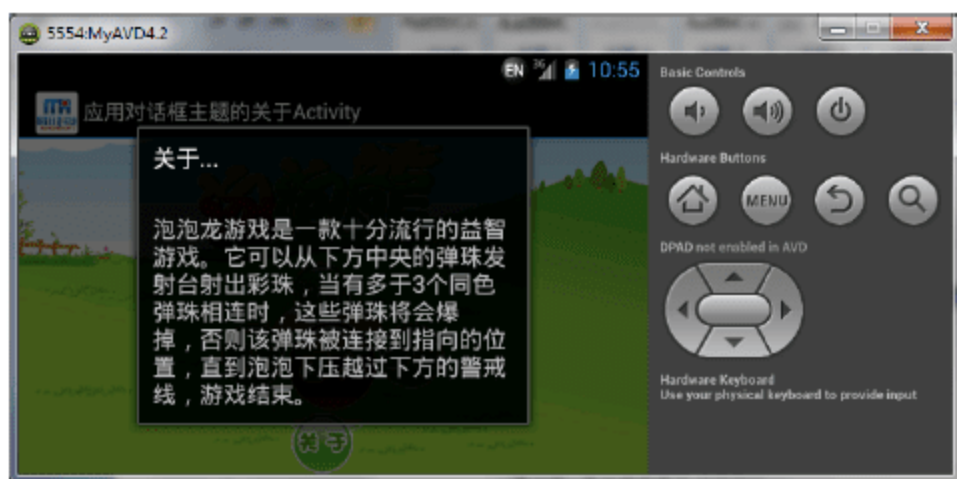 5554:MyAVD4.2
EN 3G 10:55
应用对话框主题的关于Activity
关于...
泡泡龙游戏是一款十分流行的益智
游戏。它可以从下方中央的弹珠发
射台射出彩珠，当有多于3个同色
弹珠相连时，这些弹珠将会爆
掉，否则该弹珠被连接到指向的位
置，直到泡泡下压越过下方的警戒
线，游戏结束。
关于
Basic Controls
Hardware Buttons
MENU
DPAD not enabled in AVD
Hardware Keyboard
Use your physical keyboard to provide input